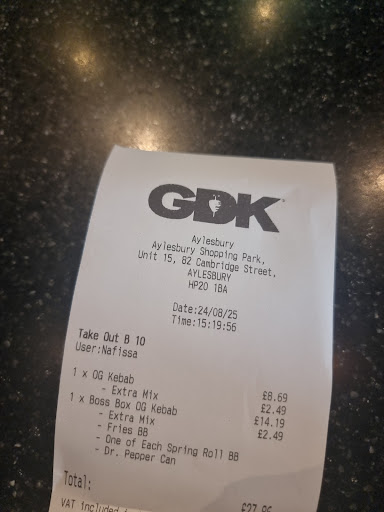 GDK
Aylesbury
Aylesbury Shopping Park,
Unit 15, B2 Cambridge Street,
AYLESBURY
HP20 1BA
Date:24/08/25
Time:15:19:56
Take Out B 10
User:Nafissa
1 x OG Kebab £8.69
- Extra Mix £2.49
1 x Boss Box OG Kebab £14.19
- Extra Mix £2.49
- Fries BB
- One of Each Spring Roll BB
- Dr. Pepper Can
Total: £27.86
VAT included